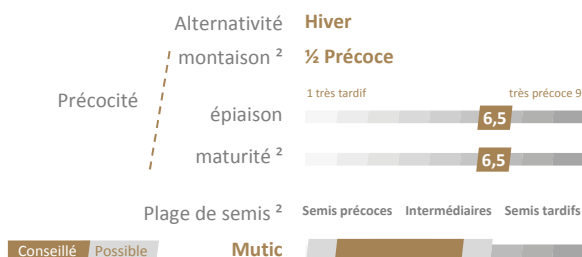 Alternativité Hiver
montaison ² ½ Précoce
Précocité
1 très tardif très précoce 9
épiaison 6,5
maturité ² 6,5
Plage de semis ² Semis précoces Intermédiaires Semis tardifs
Conseillé Possible Mutic